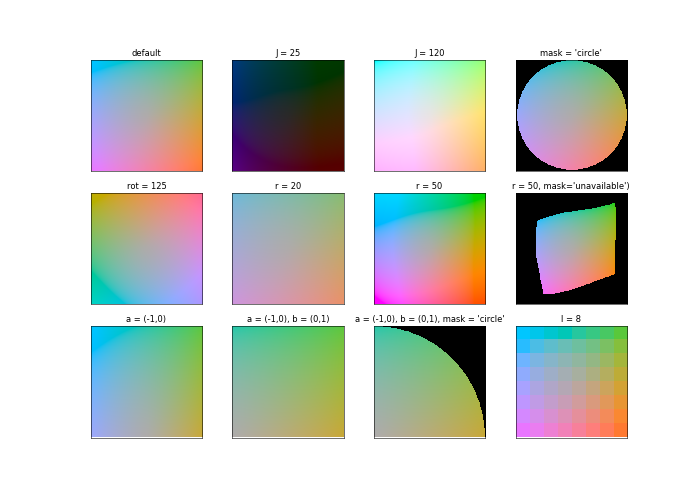 default
J = 25
J = 120
mask = 'circle'
rot = 125
r = 20
r = 50
r = 50, mask='unavailable')
a = (-1,0)
a = (-1,0), b = (0,1)
a = (-1,0), b = (0,1), mask = 'circle'
l = 8